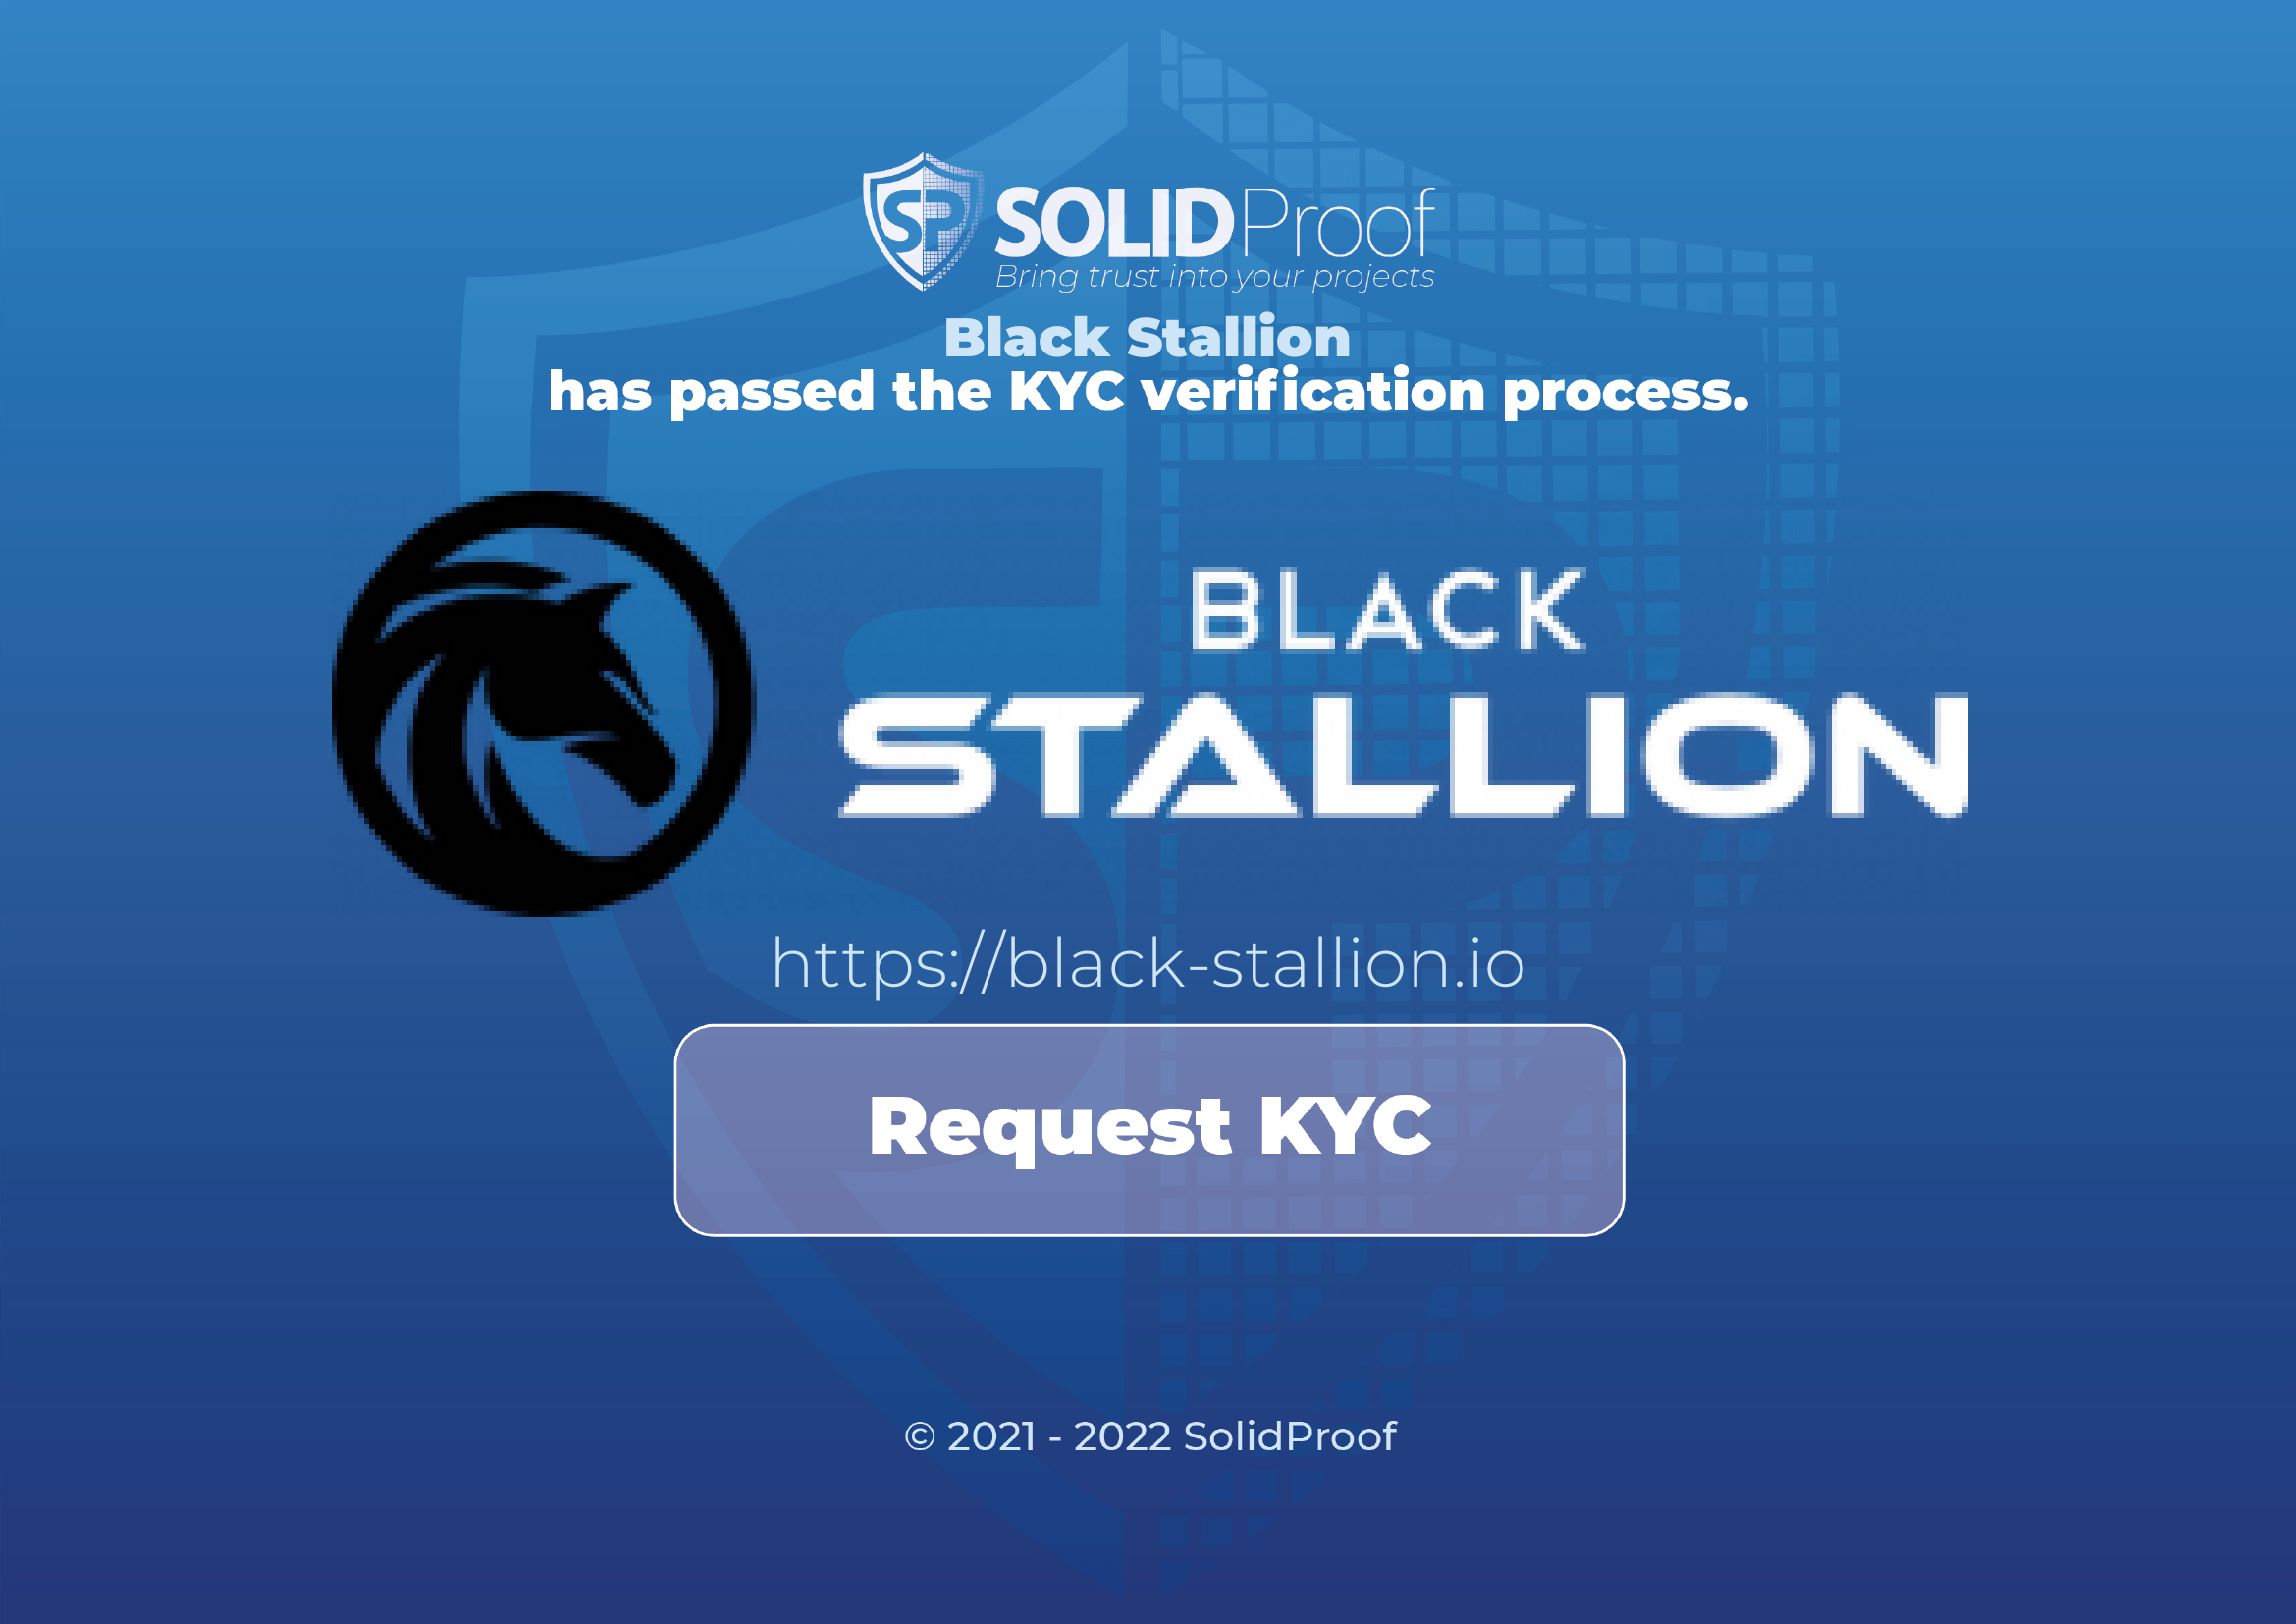 SP SOLIDProof
Bring trust into your projects
Black Stallion
has passed the KYC verification process.
BLACK
STALLION
https://black-stallion.io
Request KYC
© 2021 - 2022 SolidProof